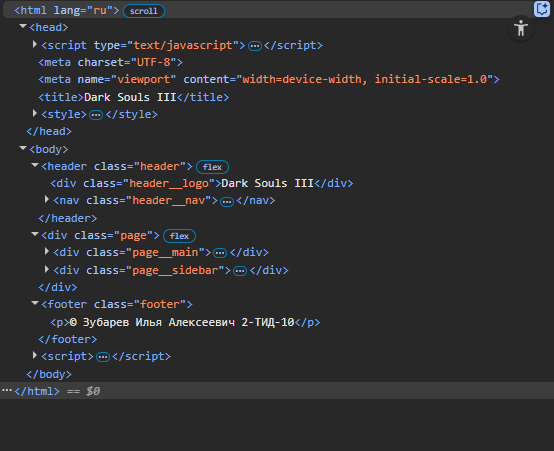 <html lang="ru"> scroll
<head>
<script type="text/javascript"> … </script>
<meta charset="UTF-8">
<meta name="viewport" content="width=device-width, initial-scale=1.0">
<title>Dark Souls III</title>
<style> … </style>
</head>
<body>
<header class="header"> flex
<div class="header__logo">Dark Souls III</div>
<nav class="header__nav"> … </nav>
</header>
<div class="page"> flex
<div class="page__main"> … </div>
<div class="page__sidebar"> … </div>
</div>
<footer class="footer">
<p>© Зубарев Илья Алексеевич 2-ТИД-10</p>
</footer>
<script> … </script>
</body>
… </html> == $0